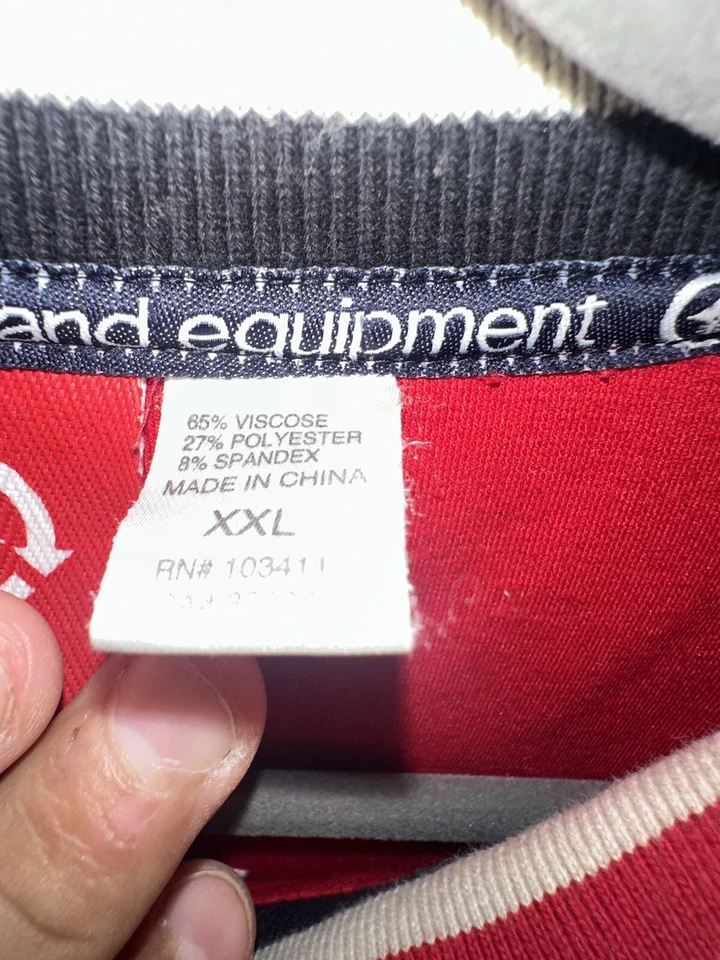 and equipment
65% VISCOSE
27% POLYESTER
8% SPANDEX
MADE IN CHINA
XXL
RN# 103411